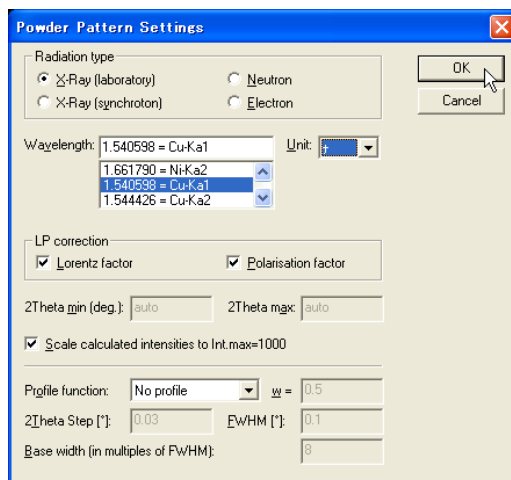 Powder Pattern Settings
Radiation type
X-Ray (laboratory) Neutron
X-Ray (synchroton) Electron
OK
Cancel
Wavelength: 1.540598 = Cu-Ka1 Unit: †
1.661790 = Ni-Ka2
1.540598 = Cu-Ka1
1.544426 = Cu-Ka2
LP correction
Lorentz factor Polarisation factor
2Theta min (deg.): auto 2Theta max: auto
Scale calculated intensities to Int.max=1000
Profile function: No profile w = 0.5
2Theta Step [°]: 0.03 FWHM [°]: 0.1
Base width (in multiples of FWHM): 8